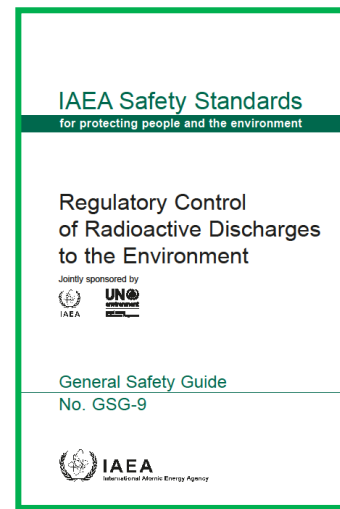 IAEA Safety Standards
for protecting people and the environment
Regulatory Control
of Radioactive Discharges
to the Environment
Jointly sponsored by
IAEA
UN
environment
General Safety Guide
No. GSG-9
IAEA
International Atomic Energy Agency